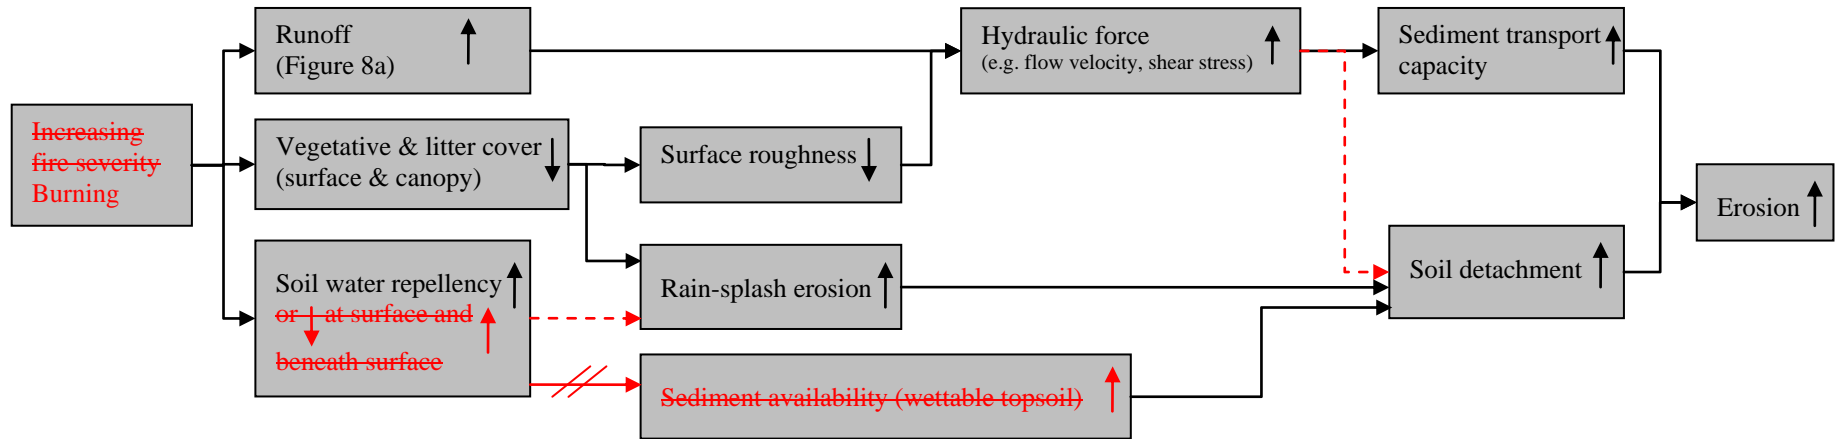 Increasing
fire severity
Burning
Runoff
(Figure 8a)
Vegetative & litter cover
(surface & canopy)
Soil water repellency
or at surface and
beneath surface
Surface roughness
Rain-splash erosion
Sediment availability (wettable topsoil)
Hydraulic force
(e.g. flow velocity, shear stress)
Sediment transport
capacity
Soil detachment
Erosion